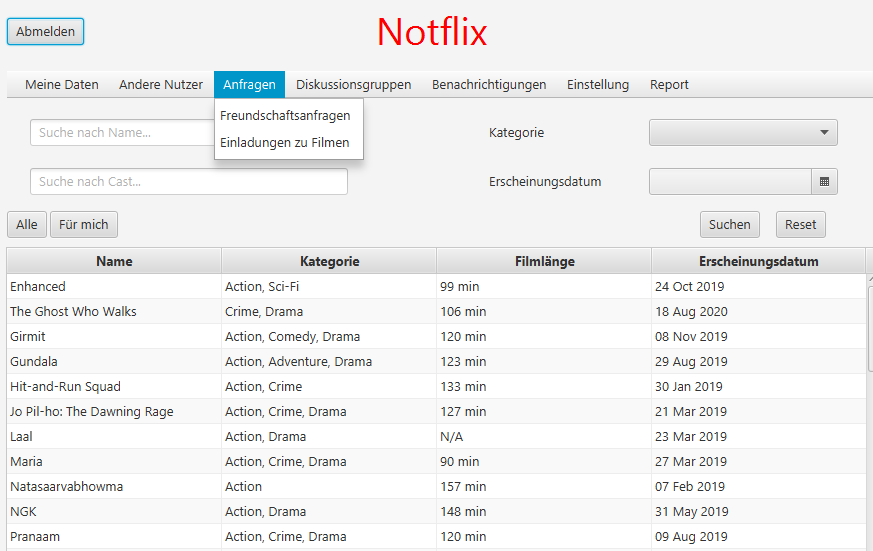 Abmelden
Notflix
Meine Daten Andere Nutzer Anfragen Diskussionsgruppen Benachrichtigungen Einstellung Report
Freundschaftsanfragen
Einladungen zu Filmen
Suche nach Name... Kategorie
Suche nach Cast... Erscheinungsdatum
Alle Für mich Suchen Reset
Name Kategorie Filmlänge Erscheinungsdatum
Enhanced Action, Sci-Fi 99 min 24 Oct 2019
The Ghost Who Walks Crime, Drama 106 min 18 Aug 2020
Girmit Action, Comedy, Drama 120 min 08 Nov 2019
Gundala Action, Adventure, Drama 123 min 29 Aug 2019
Hit-and-Run Squad Action, Crime 133 min 30 Jan 2019
Jo Pil-ho: The Dawning Rage Action, Crime, Drama 127 min 21 Mar 2019
Laal Action, Drama N/A 23 Mar 2019
Maria Action, Crime, Drama 90 min 27 Mar 2019
Natasaarvabhowma Action 157 min 07 Feb 2019
NGK Action, Drama 148 min 31 May 2019
Pranaam Action, Crime, Drama 120 min 09 Aug 2019